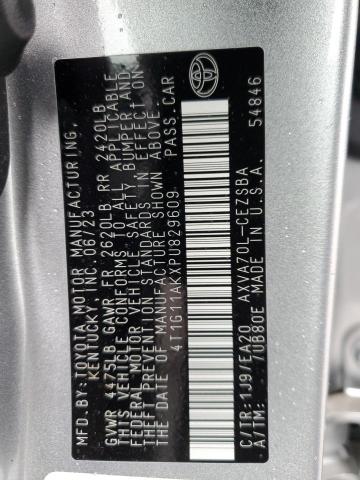 MFD. BY: TOYOTA MOTOR MANUFACTURING,
KENTUCKY, INC. 06/23
GVWR 4475LB GAWR FR 2620LB RR 2420LB
THIS VEHICLE CONFORMS TO ALL APPLICABLE
FEDERAL MOTOR VEHICLE SAFETY, BUMPER, AND
THEFT PREVENTION STANDARDS IN EFFECT ON
THE DATE OF MANUFACTURE SHOWN ABOVE.
4T1G11AKXPU829609 PASS. CAR
C/TR:1J9/EA20 AXVA70L-CEZSBA
A/TM: -/UB80E MADE IN U.S.A. 54846